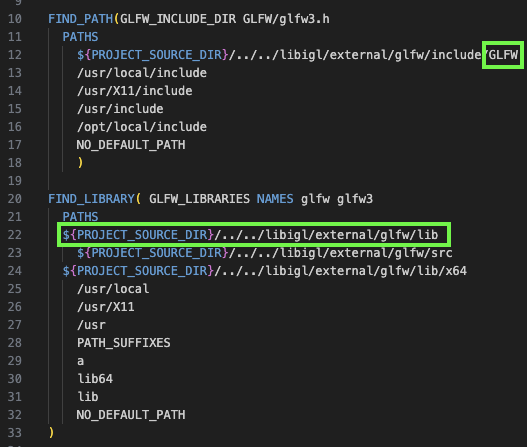 9
10 FIND_PATH(GLFW_INCLUDE_DIR GLFW/glfw3.h
11 PATHS
12 ${PROJECT_SOURCE_DIR}/../../libigl/external/glfw/include/GLFW
13 /usr/local/include
14 /usr/X11/include
15 /usr/include
16 /opt/local/include
17 NO_DEFAULT_PATH
18 )
19
20 FIND_LIBRARY( GLFW_LIBRARIES NAMES glfw glfw3
21 PATHS
22 ${PROJECT_SOURCE_DIR}/../../libigl/external/glfw/lib
23 ${PROJECT_SOURCE_DIR}/../../libigl/external/glfw/src
24 ${PROJECT_SOURCE_DIR}/../../libigl/external/glfw/lib/x64
25 /usr/local
26 /usr/X11
27 /usr
28 PATH_SUFFIXES
29 a
30 lib64
31 lib
32 NO_DEFAULT_PATH
33 )